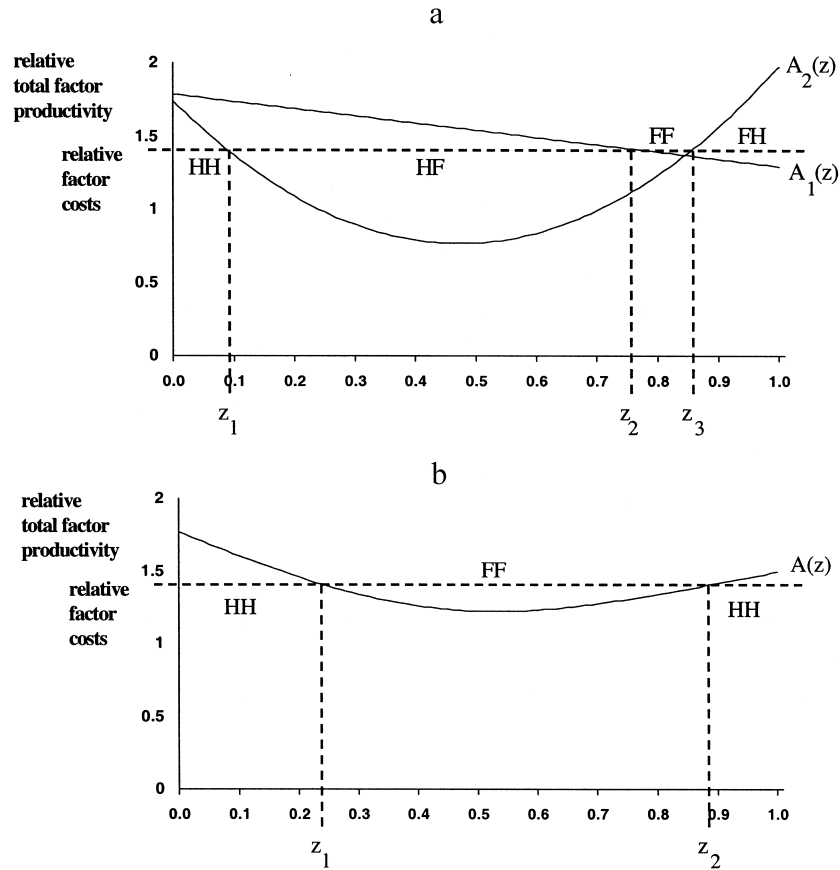 a
relative
total factor
productivity
relative
factor
costs
2
1.5
1
0.5
0
HH
HF
FF
FH
A2(z)
A1(z)
0.0 0.1 0.2 0.3 0.4 0.5 0.6 0.7 0.8 0.9 1.0
z1 z2 z3
b
relative
total factor
productivity
relative
factor
costs
2
1.5
1
0.5
0
HH
FF
HH
A(z)
0.0 0.1 0.2 0.3 0.4 0.5 0.6 0.7 0.8 0.9 1.0
z1 z2